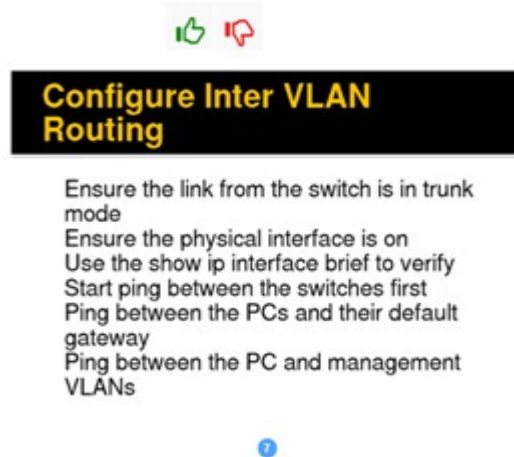 Configure Inter VLAN
Routing
Ensure the link from the switch is in trunk
mode
Ensure the physical interface is on
Use the show ip interface brief to verify
Start ping between the switches first
Ping between the PCs and their default
gateway
Ping between the PC and management
VLANs
7